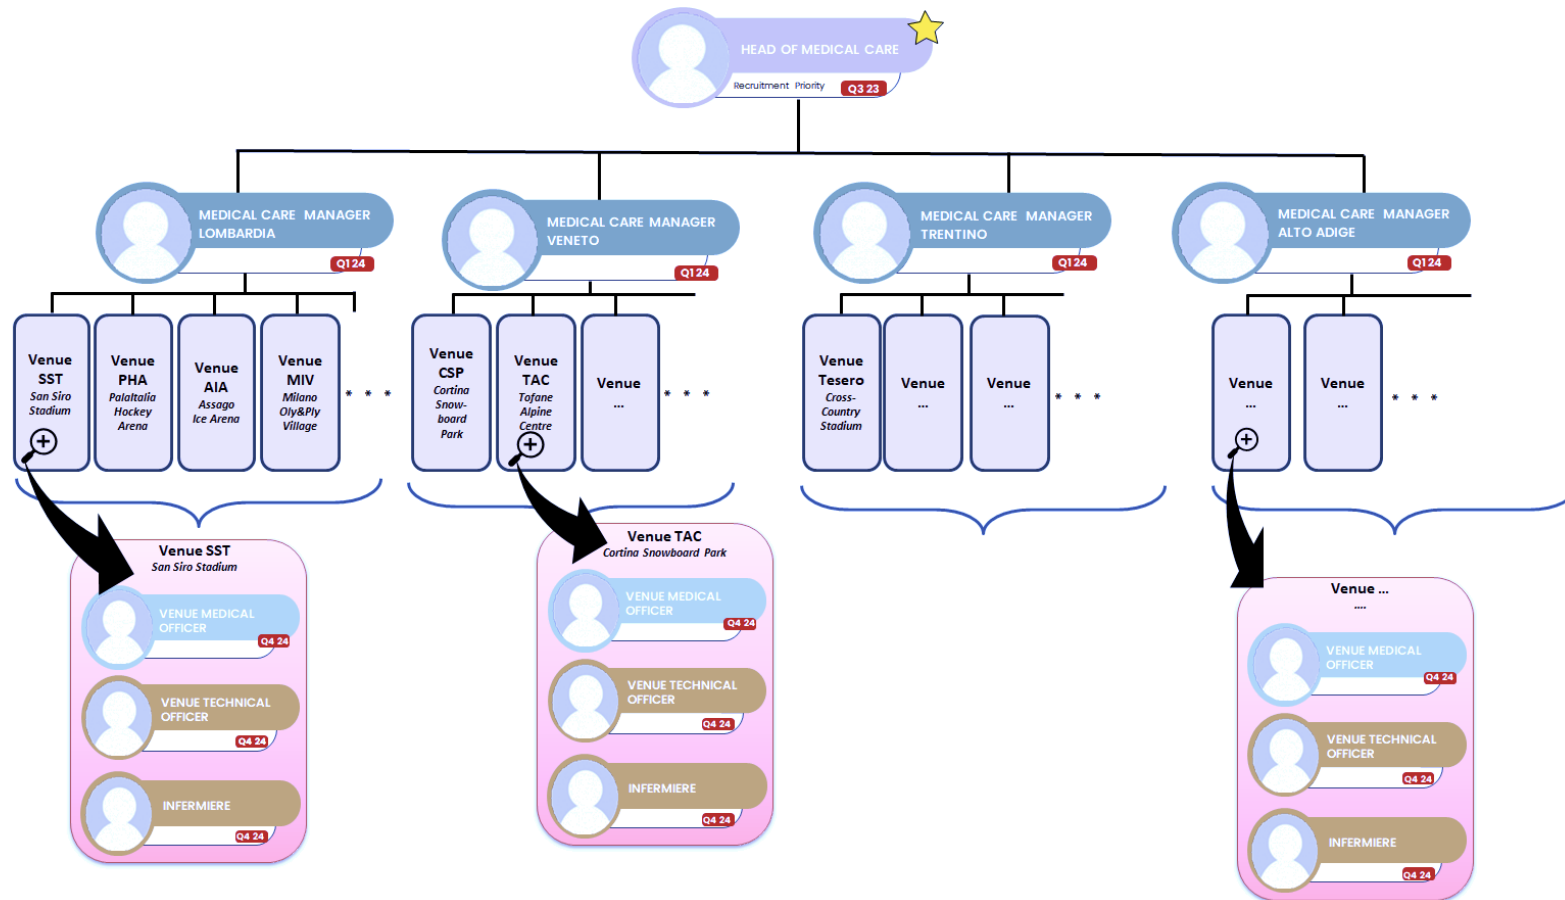 HEAD OF MEDICAL CARE
Recruitment Priority
Q3 23
MEDICAL CARE MANAGER
LOMBARDIA
Q1 24
MEDICAL CARE MANAGER
VENETO
Q1 24
MEDICAL CARE MANAGER
TRENTINO
Q1 24
MEDICAL CARE MANAGER
ALTO ADIGE
Q1 24
Venue
SST
San Siro
Stadium
Venue
PHA
PalaItalia
Hockey
Arena
Venue
AIA
Assago
Ice Arena
Venue
MIV
Milano
Oly&Ply
Village
* * *
Venue
CSP
Cortina
Snow-
board
Park
Venue
TAC
Tofane
Alpine
Centre
Venue
...
* * *
Venue
Tesero
Cross-
Country
Stadium
Venue
...
Venue
...
* * *
Venue
...
Venue
...
* * *
Venue SST
San Siro Stadium
VENUE MEDICAL
OFFICER
Q4 24
VENUE TECHNICAL
OFFICER
Q4 24
INFERMIERE
Q4 24
Venue TAC
Cortina Snowboard Park
VENUE MEDICAL
OFFICER
Q4 24
VENUE TECHNICAL
OFFICER
Q4 24
INFERMIERE
Q4 24
Venue ...
....
VENUE MEDICAL
OFFICER
Q4 24
VENUE TECHNICAL
OFFICER
Q4 24
INFERMIERE
Q4 24